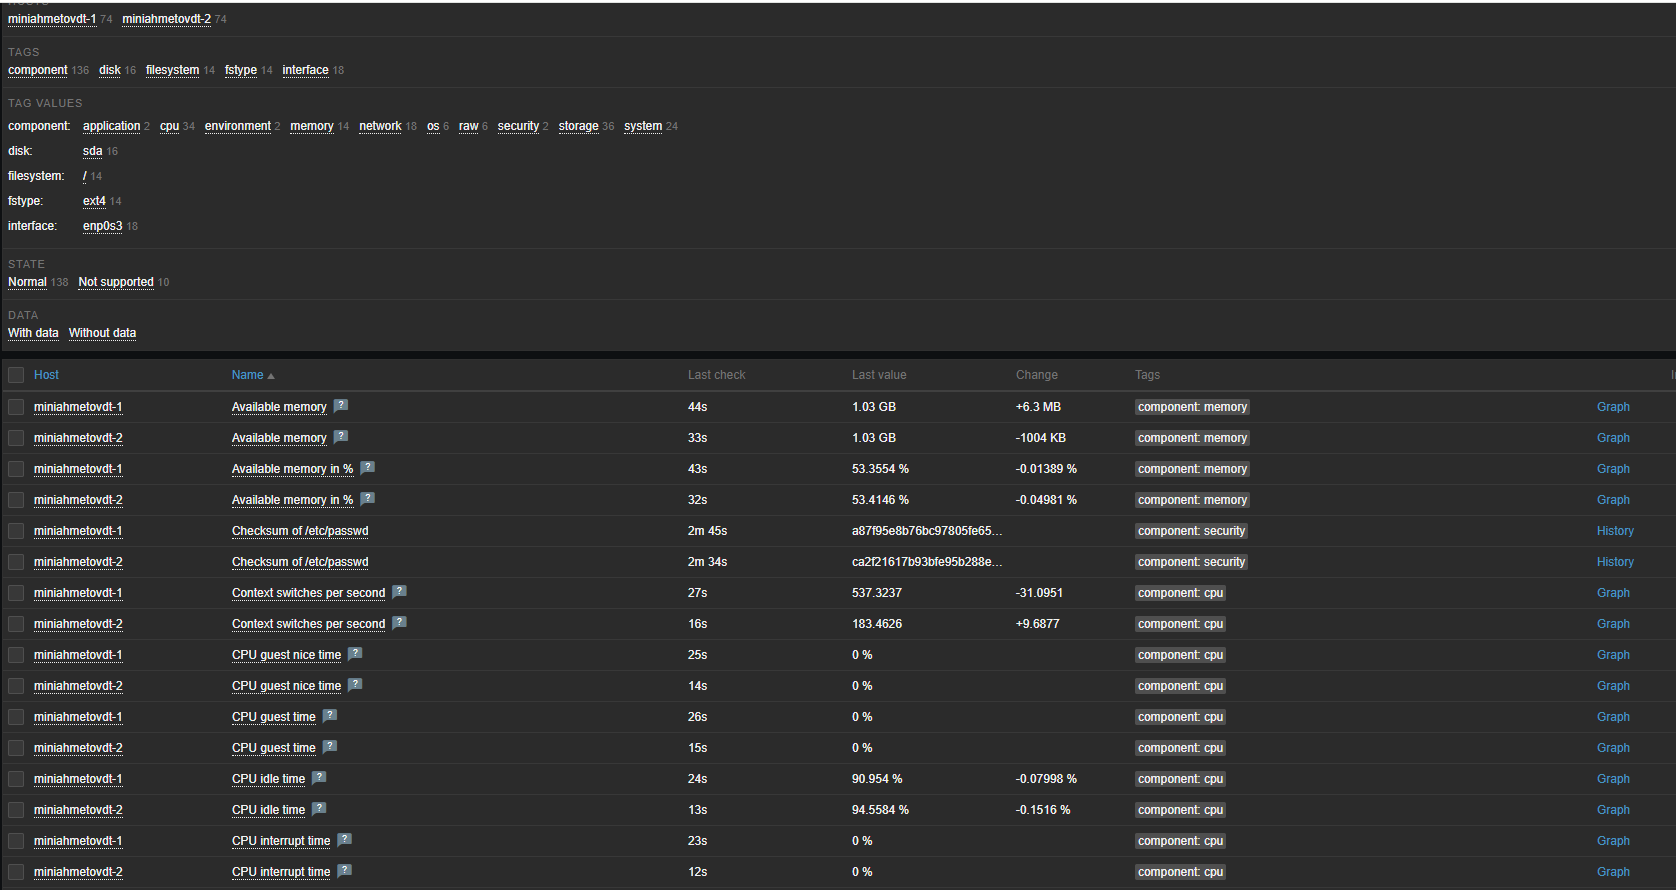 miniahmetovdt-1 74 miniahmetovdt-2 74
TAGS
component 136 disk 16 filesystem 14 fstype 14 interface 18
TAG VALUES
component: application 2 cpu 34 environment 2 memory 14 network 18 os 6 raw 6 security 2 storage 36 system 24
disk: sda 16
filesystem: / 14
fstype: ext4 14
interface: enp0s3 18
STATE
Normal 138 Not supported 10
DATA
With data Without data
Host Name Last check Last value Change Tags
miniahmetovdt-1 Available memory ? 44s 1.03 GB +6.3 MB component: memory Graph
miniahmetovdt-2 Available memory ? 33s 1.03 GB -1004 KB component: memory Graph
miniahmetovdt-1 Available memory in % ? 43s 53.3554 % -0.01389 % component: memory Graph
miniahmetovdt-2 Available memory in % ? 32s 53.4146 % -0.04981 % component: memory Graph
miniahmetovdt-1 Checksum of /etc/passwd 2m 45s a87f95e8b76bc97805fe65... component: security History
miniahmetovdt-2 Checksum of /etc/passwd 2m 34s ca2f21617b93bfe95b288e... component: security History
miniahmetovdt-1 Context switches per second ? 27s 537.3237 -31.0951 component: cpu Graph
miniahmetovdt-2 Context switches per second ? 16s 183.4626 +9.6877 component: cpu Graph
miniahmetovdt-1 CPU guest nice time ? 25s 0 % component: cpu Graph
miniahmetovdt-2 CPU guest nice time ? 14s 0 % component: cpu Graph
miniahmetovdt-1 CPU guest time ? 26s 0 % component: cpu Graph
miniahmetovdt-2 CPU guest time ? 15s 0 % component: cpu Graph
miniahmetovdt-1 CPU idle time ? 24s 90.954 % -0.07998 % component: cpu Graph
miniahmetovdt-2 CPU idle time ? 13s 94.5584 % -0.1516 % component: cpu Graph
miniahmetovdt-1 CPU interrupt time ? 23s 0 % component: cpu Graph
miniahmetovdt-2 CPU interrupt time ? 12s 0 % component: cpu Graph